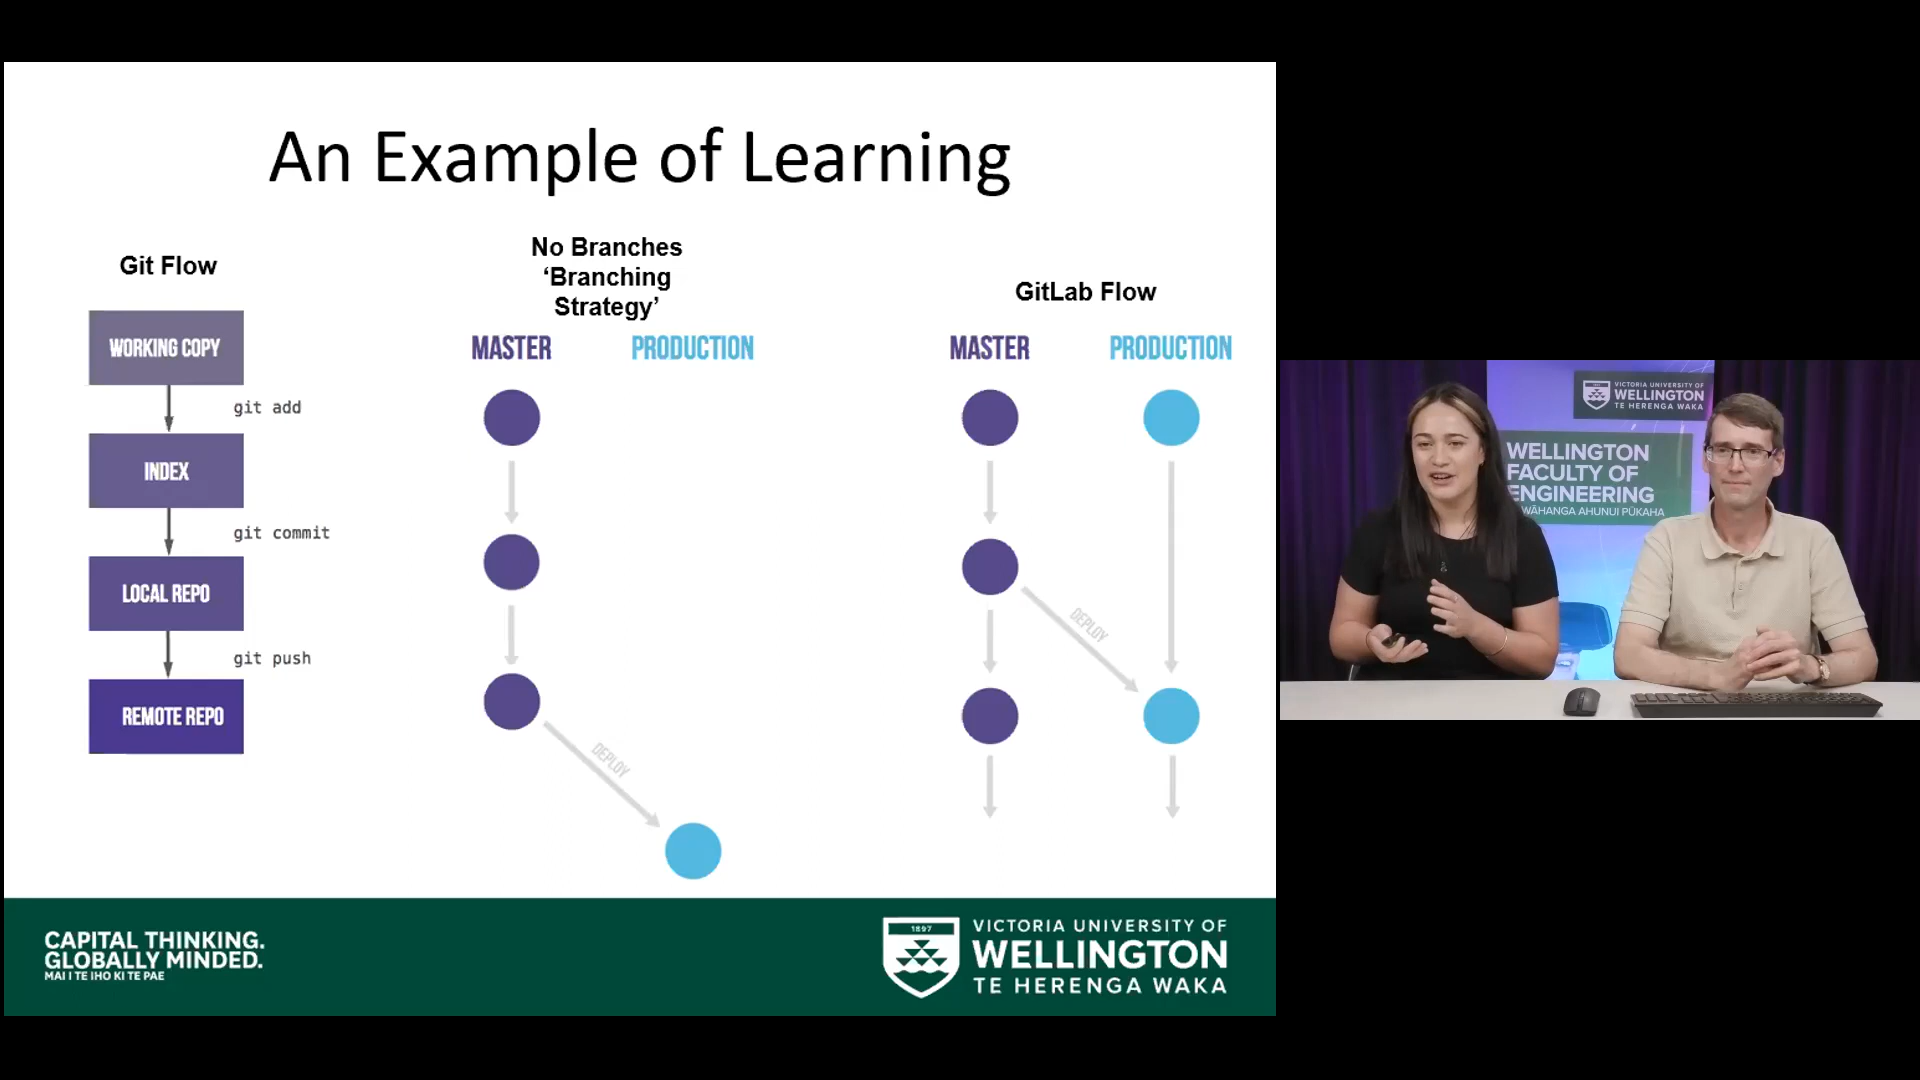 An Example of Learning
Git Flow
WORKING COPY
git add
INDEX
git commit
LOCAL REPO
git push
REMOTE REPO
No Branches
‘Branching
Strategy’
MASTER
PRODUCTION
DEPLOY
GitLab Flow
MASTER
PRODUCTION
DEPLOY
CAPITAL THINKING.
GLOBALLY MINDED.
MAI I TE IHO KI TE PAE
1897
VICTORIA UNIVERSITY OF
WELLINGTON
TE HERENGA WAKA
VICTORIA UNIVERSITY OF
WELLINGTON
TE HERENGA WAKA
WELLINGTON
FACULTY OF
ENGINEERING
WĀHANGA AHUNUI PŪKAHA